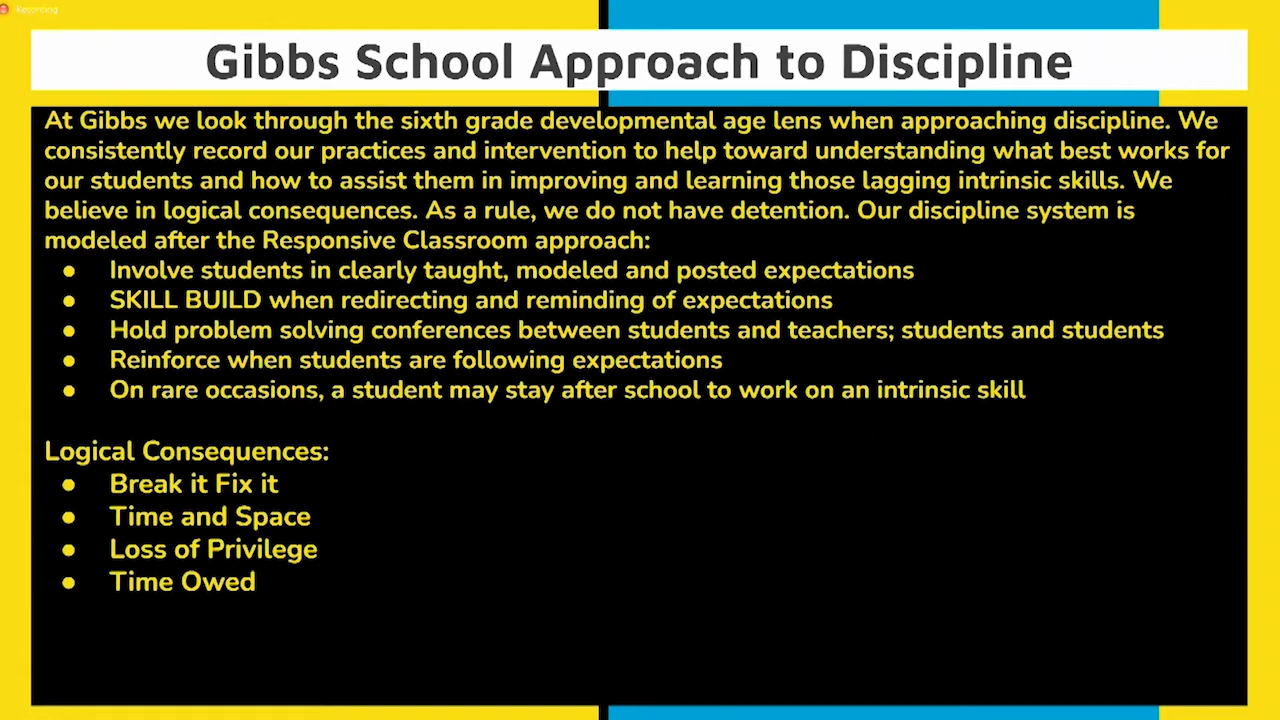 Recording
Gibbs School Approach to Discipline
At Gibbs we look through the sixth grade developmental age lens when approaching discipline. We
consistently record our practices and intervention to help toward understanding what best works for
our students and how to assist them in improving and learning those lagging intrinsic skills. We
believe in logical consequences. As a rule, we do not have detention. Our discipline system is
modeled after the Responsive Classroom approach:
● Involve students in clearly taught, modeled and posted expectations
● SKILL BUILD when redirecting and reminding of expectations
● Hold problem solving conferences between students and teachers; students and students
● Reinforce when students are following expectations
● On rare occasions, a student may stay after school to work on an intrinsic skill
Logical Consequences:
● Break it Fix it
● Time and Space
● Loss of Privilege
● Time Owed